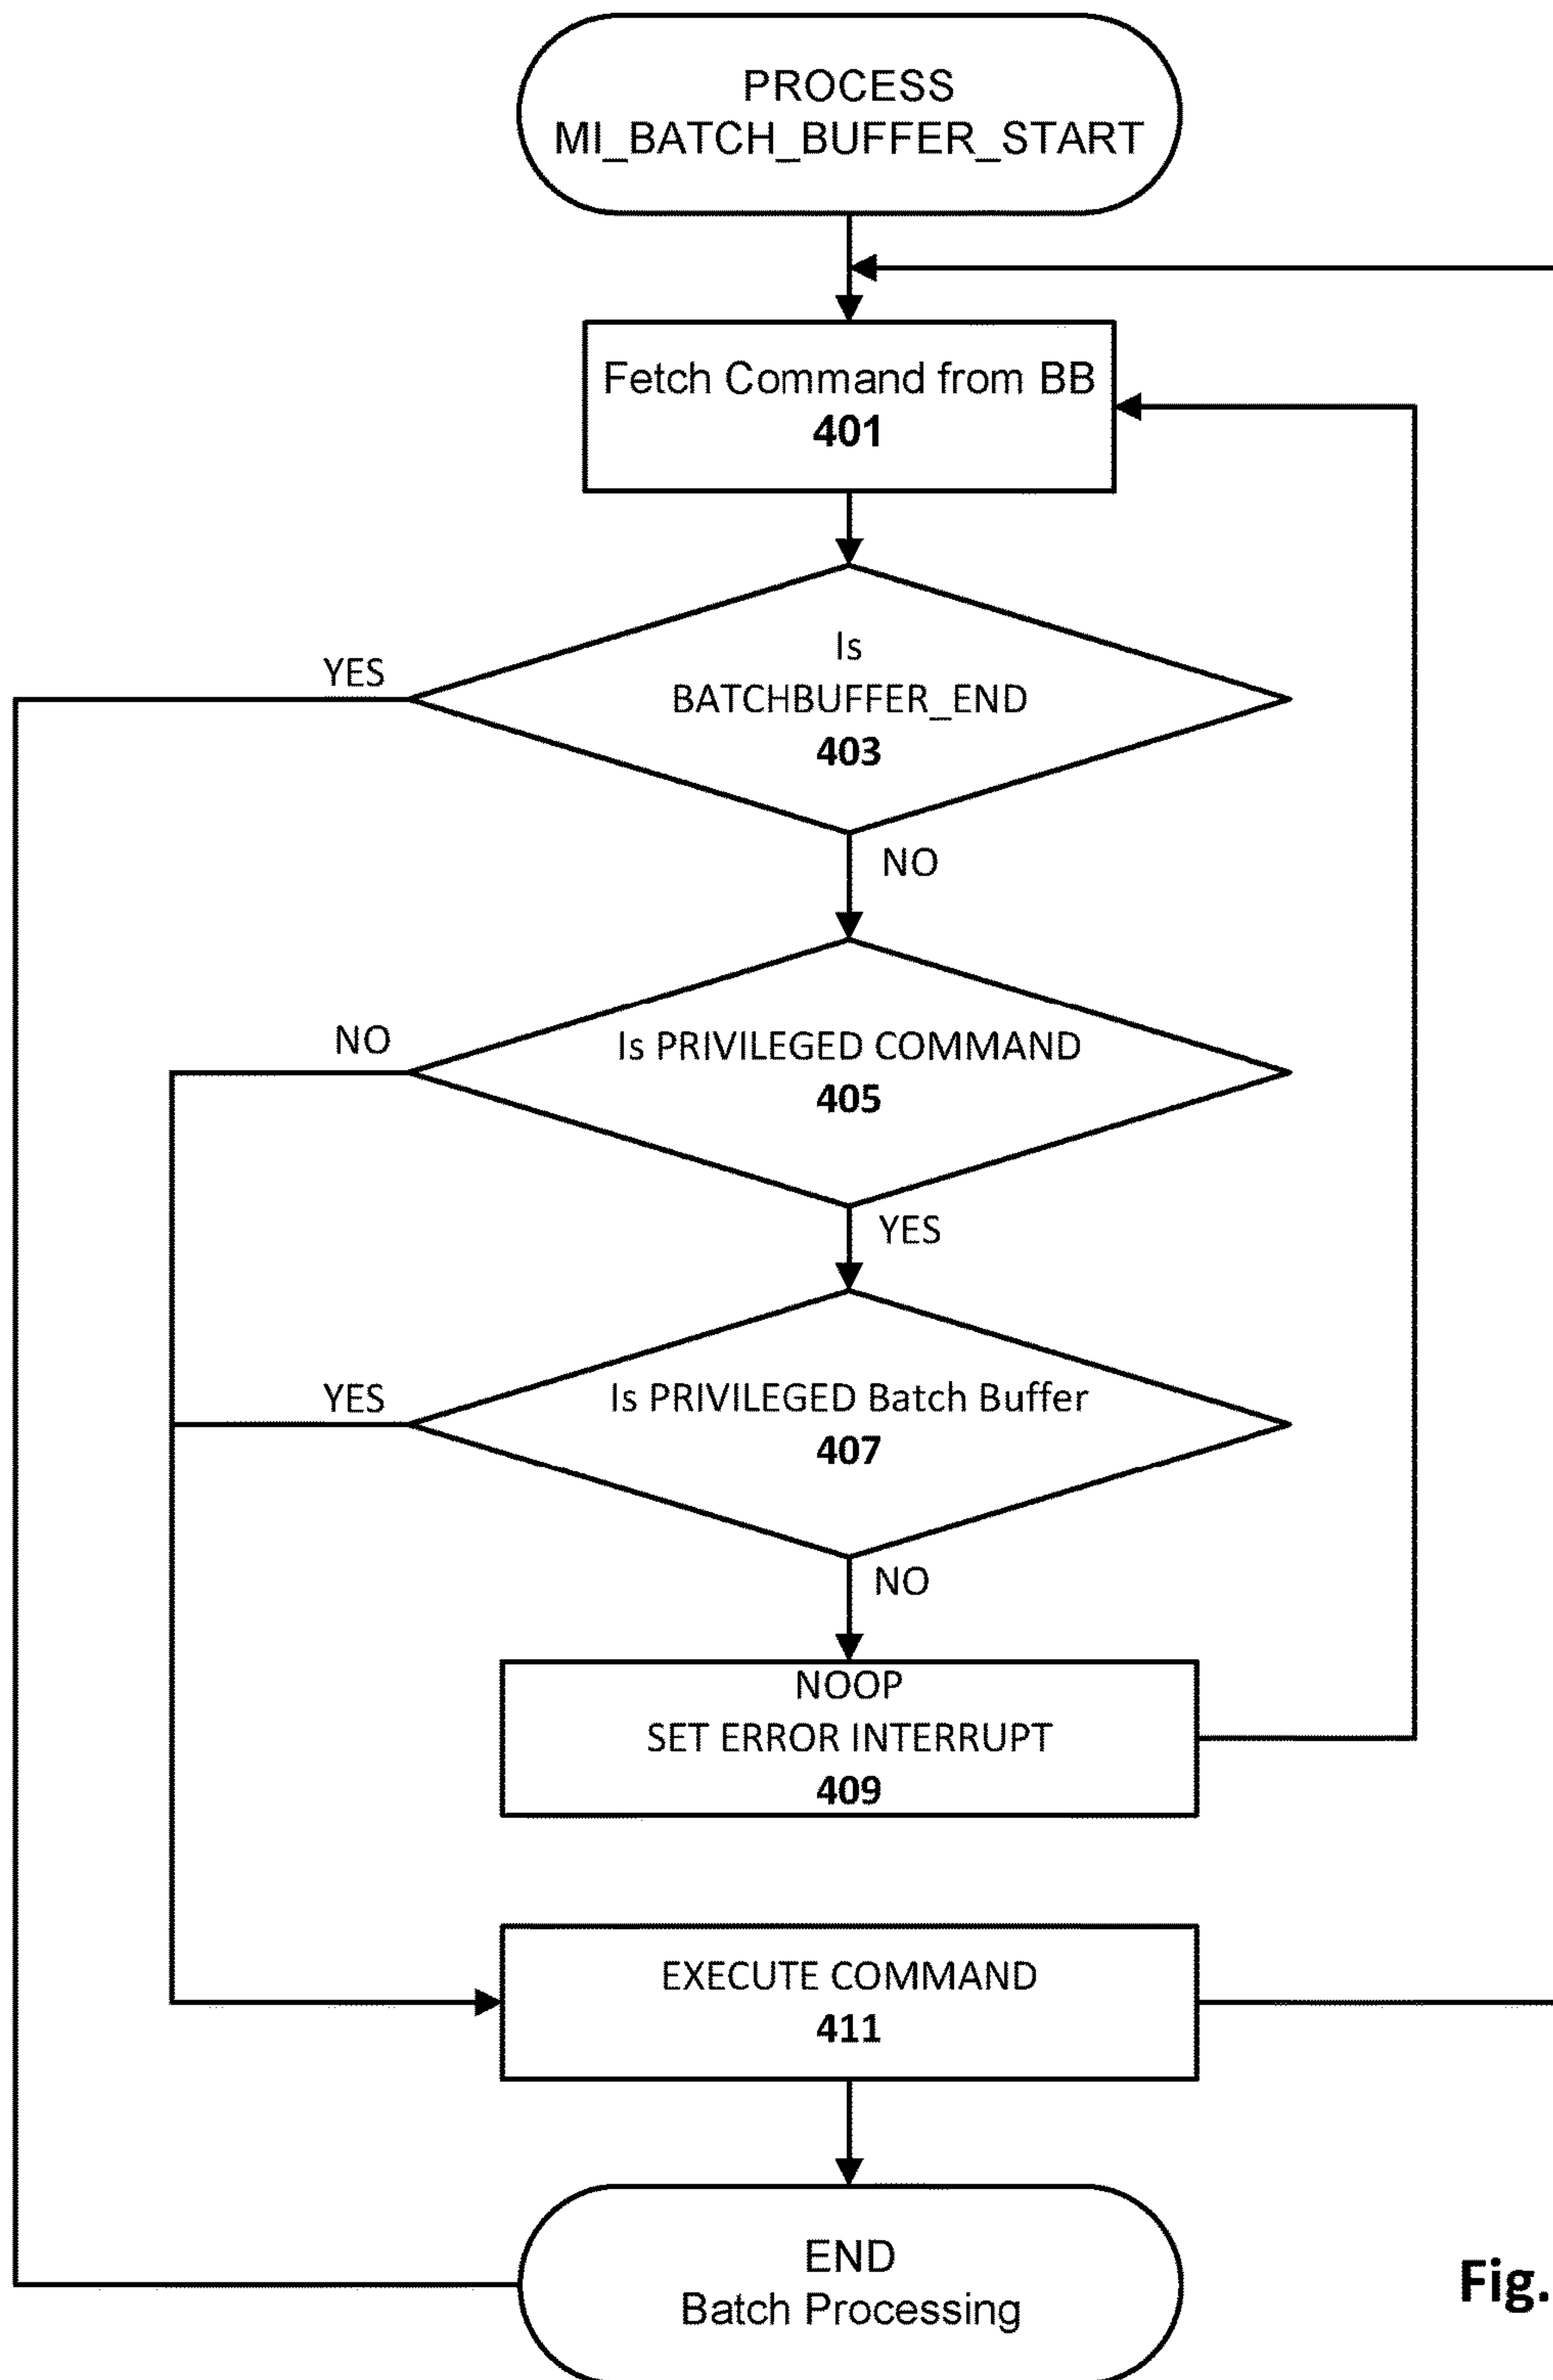 PROCESS
MI_BATCH_BUFFER_START
Fetch Command from BB
401
Is
BATCHBUFFER_END
403
YES
NO
Is PRIVILEGED COMMAND
405
NO
YES
Is PRIVILEGED Batch Buffer
407
YES
NO
NOOP
SET ERROR INTERRUPT
409
EXECUTE COMMAND
411
END
Batch Processing
Fig.